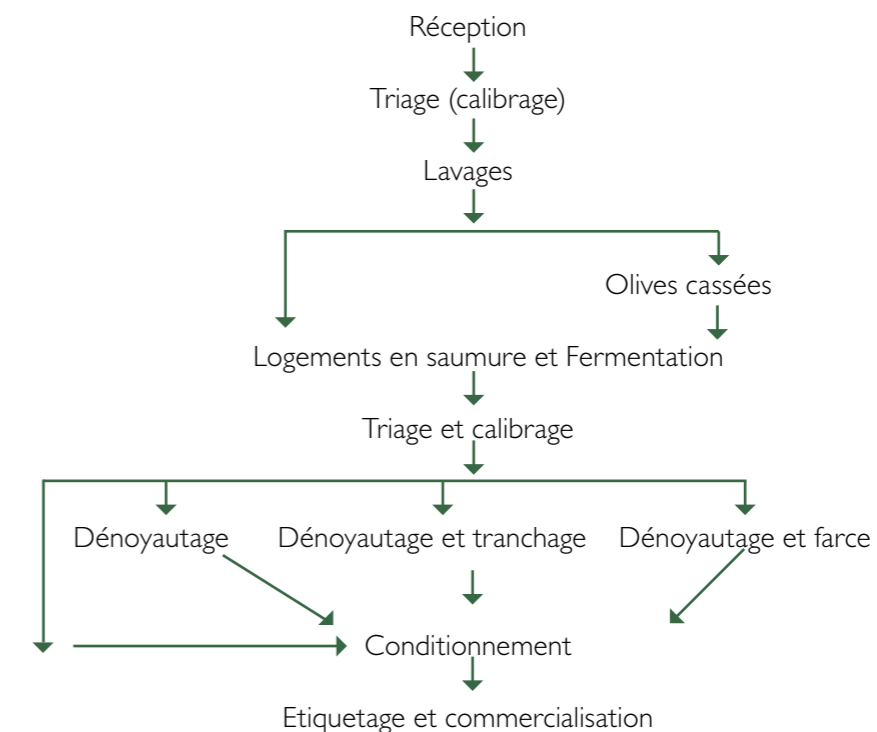 Réception
Triage (calibrage)
Lavages
Olives cassées
Logements en saumure et Fermentation
Triage et calibrage
Dénoyautage
Dénoyautage et tranchage
Dénoyautage et farce
Conditionnement
Etiquetage et commercialisation